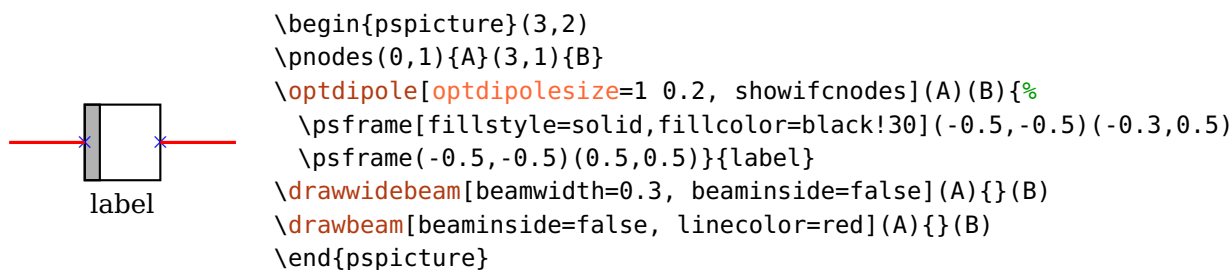 label
\begin{pspicture}(3,2)
\pnodes(0,1){A}(3,1){B}
\optdipole[optdipolesize=1 0.2, showifcnodes](A)(B){%
 \psframe[fillstyle=solid,fillcolor=black!30](-0.5,-0.5)(-0.3,0.5)
 \psframe(-0.5,-0.5)(0.5,0.5)}{label}
\drawwidebeam[beamwidth=0.3, beaminside=false](A){}(B)
\drawbeam[beaminside=false, linecolor=red](A){}(B)
\end{pspicture}